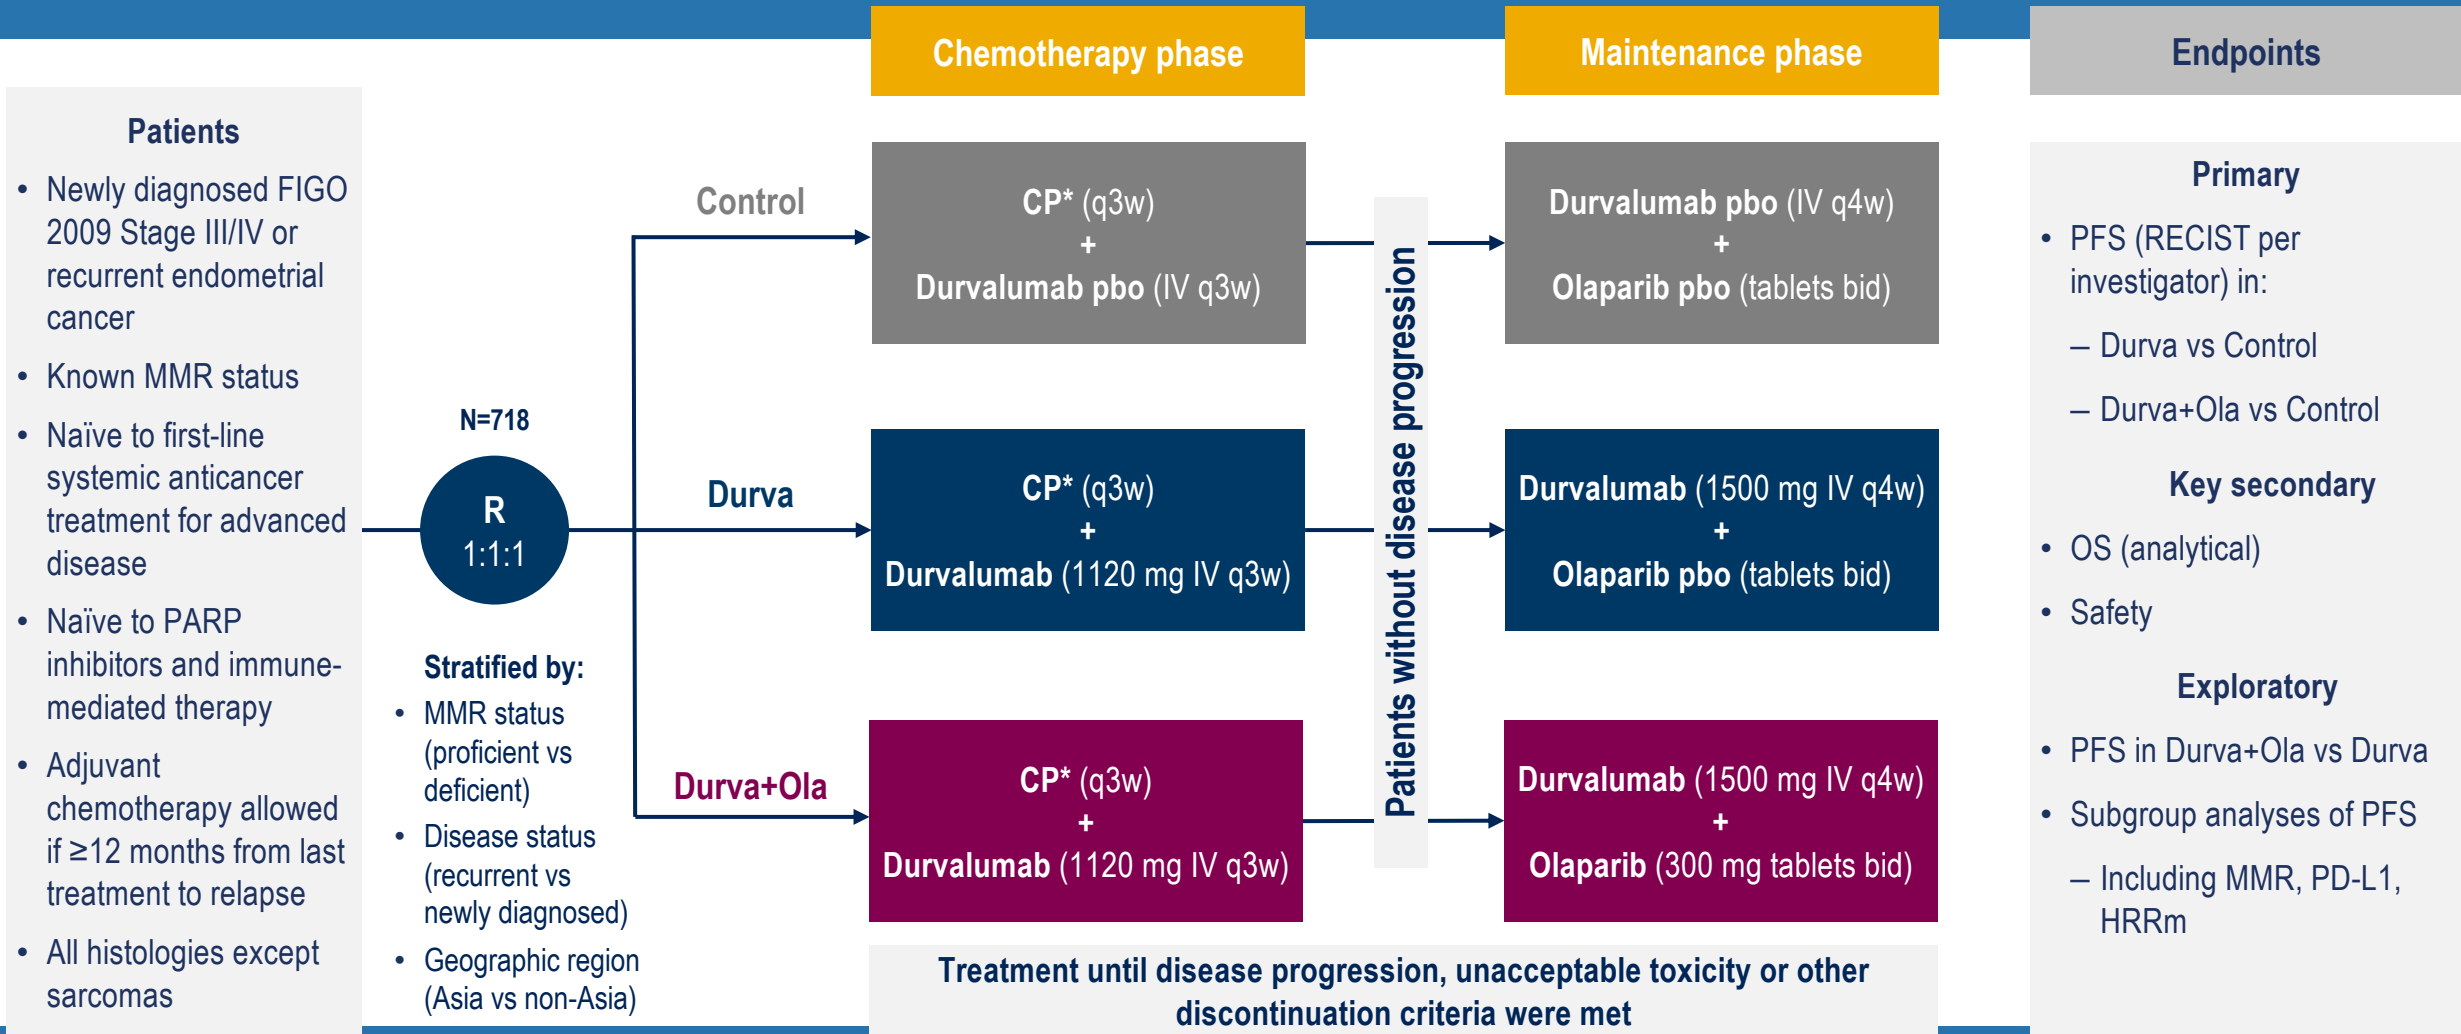 Chemotherapy phase
Maintenance phase
Endpoints
Patients
• Newly diagnosed FIGO
2009 Stage III/IV or
recurrent endometrial
cancer
• Known MMR status
• Naïve to first-line
systemic anticancer
treatment for advanced
disease
• Naïve to PARP
inhibitors and immune-
mediated therapy
• Adjuvant
chemotherapy allowed
if ≥12 months from last
treatment to relapse
• All histologies except
sarcomas
N=718
R
1:1:1
Stratified by:
• MMR status
(proficient vs
deficient)
• Disease status
(recurrent vs
newly diagnosed)
• Geographic region
(Asia vs non-Asia)
Control
CP* (q3w)
+
Durvalumab pbo (IV q3w)
Durva
CP* (q3w)
+
Durvalumab (1120 mg IV q3w)
Durva+Ola
CP* (q3w)
+
Durvalumab (1120 mg IV q3w)
Patients without disease progression
Durvalumab pbo (IV q4w)
+
Olaparib pbo (tablets bid)
Durvalumab (1500 mg IV q4w)
+
Olaparib pbo (tablets bid)
Durvalumab (1500 mg IV q4w)
+
Olaparib (300 mg tablets bid)
Treatment until disease progression, unacceptable toxicity or other
discontinuation criteria were met
Primary
• PFS (RECIST per
investigator) in:
– Durva vs Control
– Durva+Ola vs Control
Key secondary
• OS (analytical)
• Safety
Exploratory
• PFS in Durva+Ola vs Durva
• Subgroup analyses of PFS
– Including MMR, PD-L1,
HRRm